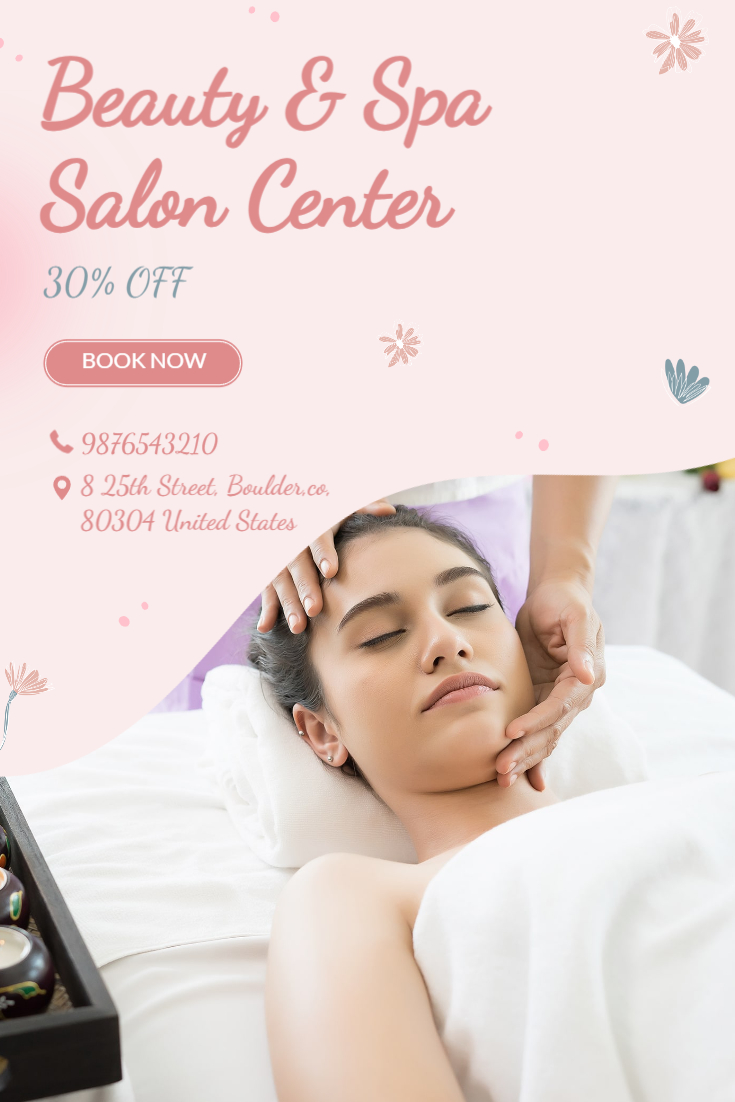 Beauty & Spa
Salon Center
30% OFF
BOOK NOW
9876543210
8 25th Street, Boulder,co,
80304 United States